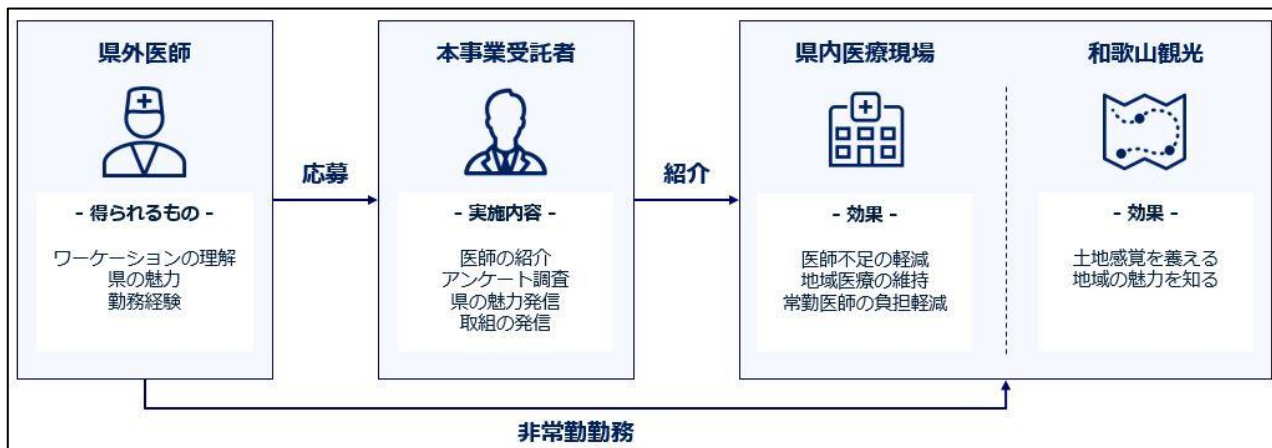 県外医師
- 得られるもの -
ワーケーションの理解
県の魅力
勤務経験
応募
本事業受託者
- 実施内容 -
医師の紹介
アンケート調査
県の魅力発信
取組の発信
紹介
県内医療現場
- 効果 -
医師不足の軽減
地域医療の維持
常勤医師の負担軽減
和歌山観光
- 効果 -
土地感覚を養える
地域の魅力を知る
非常勤勤務